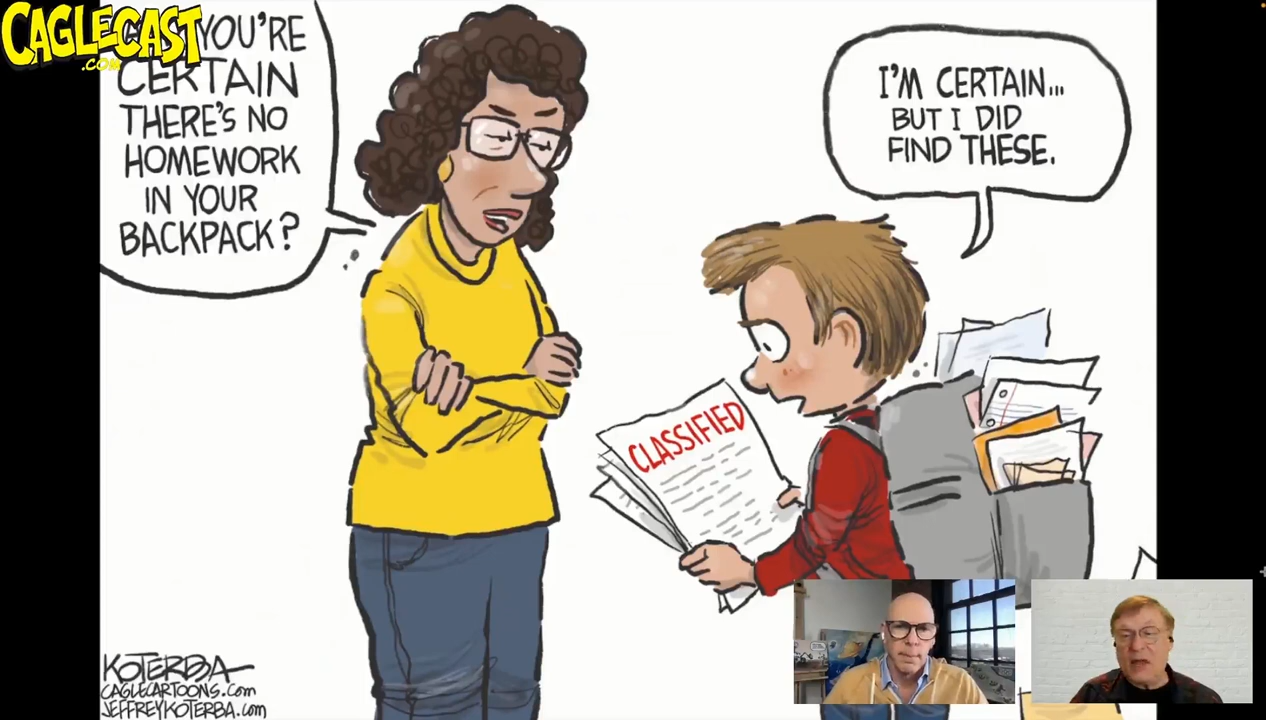 CAGLECAST
.COM
YOU'RE
CERTAIN
THERE'S NO
HOMEWORK
IN YOUR
BACKPACK?
I'M CERTAIN...
BUT I DID
FIND THESE.
CLASSIFIED
KOTERBA
CAGLECARTOONS.com
JEFFREYKOTERBA.com